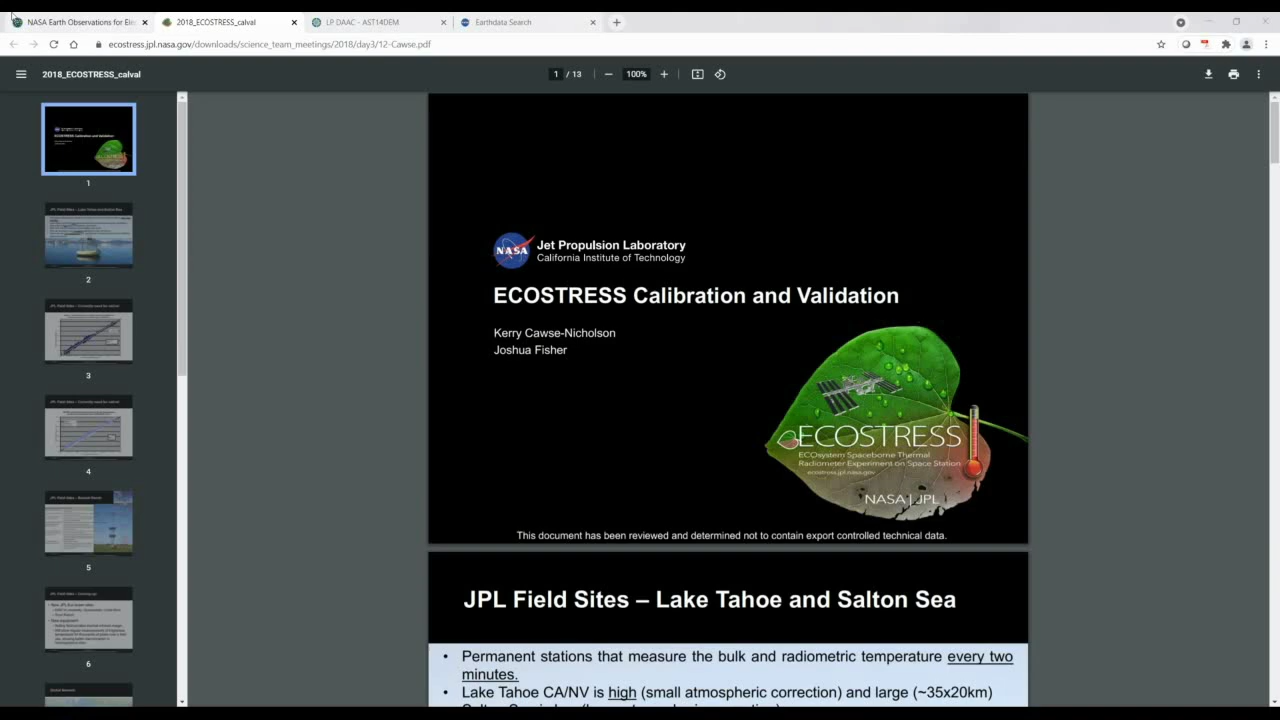 NASA Earth Observations for Ele
2018_ECOSTRESS_calval
LP DAAC - AST14DEM
Earthdata Search
ecostress.jpl.nasa.gov/downloads/science_team_meetings/2018/day3/12-Cawse.pdf
2018_ECOSTRESS_calval
1 / 13
100%
1
2
3
4
5
6
NASA
Jet Propulsion Laboratory
California Institute of Technology
ECOSTRESS Calibration and Validation
Kerry Cawse-Nicholson
Joshua Fisher
ECOSTRESS
ECOsystem Spaceborne Thermal
Radiometer Experiment on Space Station
ecostress.jpl.nasa.gov
NASA | JPL
This document has been reviewed and determined not to contain export controlled technical data.
JPL Field Sites – Lake Tahoe and Salton Sea
• Permanent stations that measure the bulk and radiometric temperature every two
minutes.
• Lake Tahoe CA/NV is high (small atmospheric correction) and large (~35x20km)